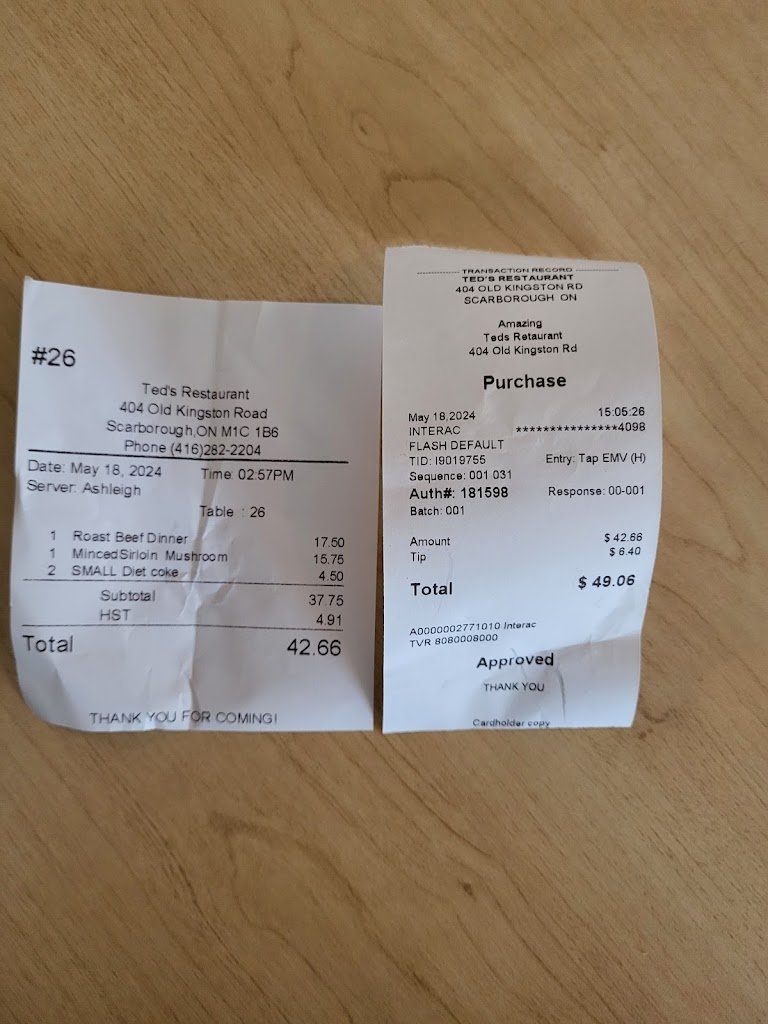 #26
Ted's Restaurant
404 Old Kingston Road
Scarborough,ON M1C 1B6
Phone (416)282-2204
Date: May 18, 2024 Time: 02:57PM
Server: Ashleigh
Table : 26
1 Roast Beef Dinner 17.50
1 MincedSirloin Mushroom 15.75
2 SMALL Diet coke 4.50
Subtotal 37.75
HST 4.91
Total 42.66
THANK YOU FOR COMING!
TRANSACTION RECORD
TED'S RESTAURANT
404 OLD KINGSTON RD
SCARBOROUGH ON
Amazing
Teds Retaurant
404 Old Kingston Rd
Purchase
May 18,2024 15:05:26
INTERAC ***************4098
FLASH DEFAULT
TID: I9019755 Entry: Tap EMV (H)
Sequence: 001 031
Auth#: 181598 Response: 00-001
Batch: 001
Amount $ 42.66
Tip $ 6.40
Total $ 49.06
A0000002771010 Interac
TVR 8080008000
Approved
THANK YOU
Cardholder copy